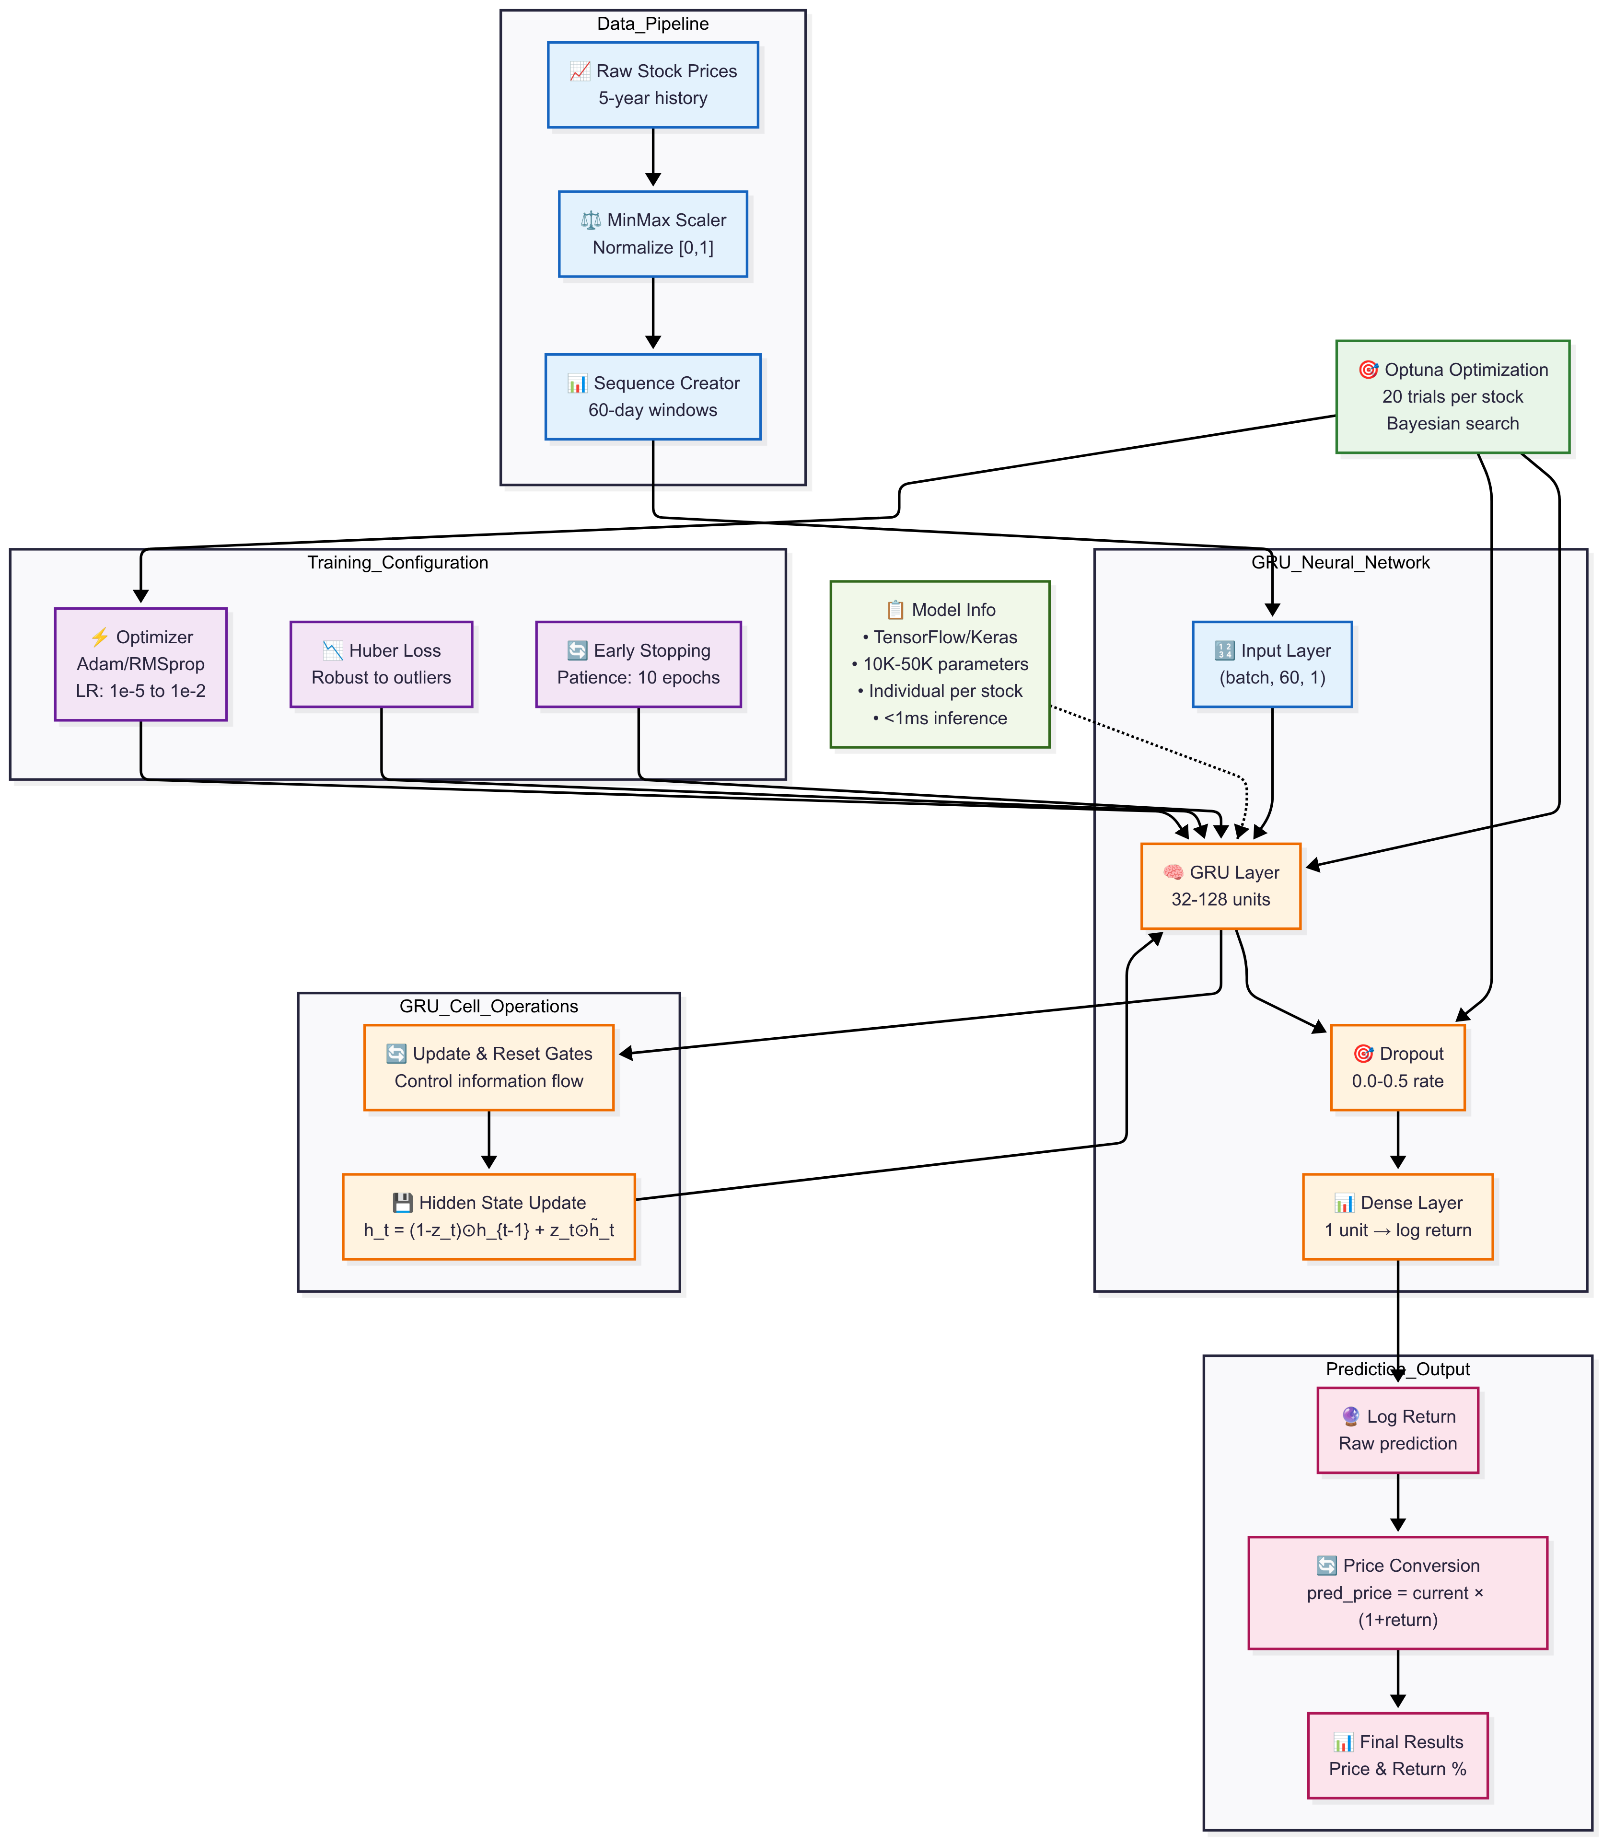 Data_Pipeline
📈 Raw Stock Prices
5-year history
⚖️ MinMax Scaler
Normalize [0,1]
📊 Sequence Creator
60-day windows
🎯 Optuna Optimization
20 trials per stock
Bayesian search
Training_Configuration
⚡ Optimizer
Adam/RMSprop
LR: 1e-5 to 1e-2
📉 Huber Loss
Robust to outliers
🔄 Early Stopping
Patience: 10 epochs
📋 Model Info
• TensorFlow/Keras
• 10K-50K parameters
• Individual per stock
• <1ms inference
GRU_Neural_Network
🔢 Input Layer
(batch, 60, 1)
🧠 GRU Layer
32-128 units
GRU_Cell_Operations
🔄 Update & Reset Gates
Control information flow
💾 Hidden State Update
h_t = (1-z_t)⊙h_{t-1} + z_t⊙h̃_t
🎯 Dropout
0.0-0.5 rate
📊 Dense Layer
1 unit → log return
Prediction_Output
🔮 Log Return
Raw prediction
🔄 Price Conversion
pred_price = current ×
(1+return)
📊 Final Results
Price & Return %